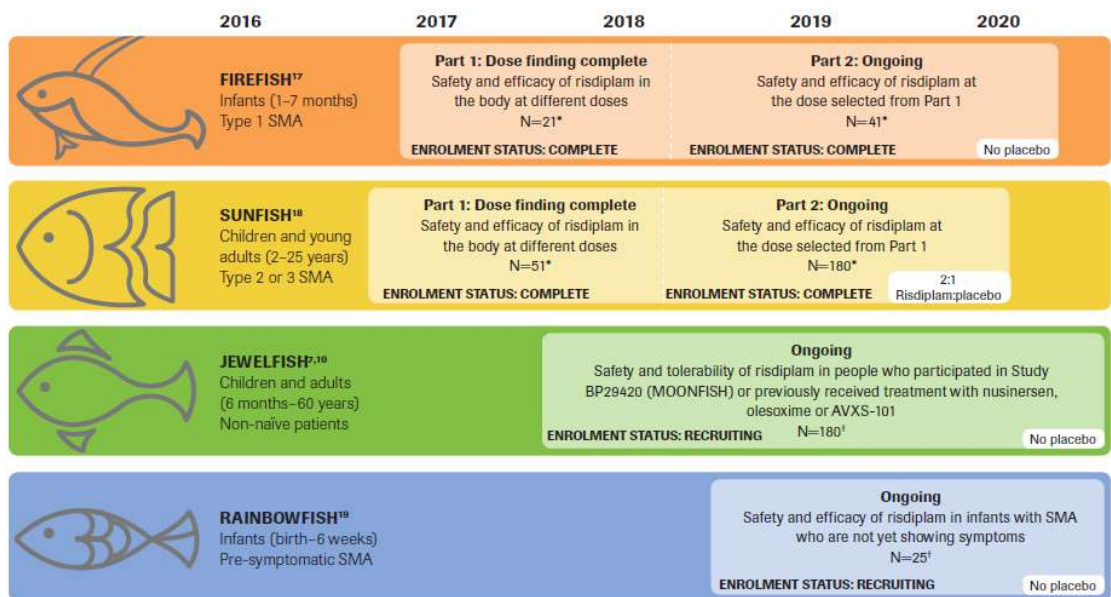 2016 2017 2018 2019 2020
FIREFISH¹⁷
Infants (1–7 months)
Type 1 SMA
Part 1: Dose finding complete
Safety and efficacy of risdiplam in
the body at different doses
N=21*
ENROLMENT STATUS: COMPLETE
Part 2: Ongoing
Safety and efficacy of risdiplam at
the dose selected from Part 1
N=41*
ENROLMENT STATUS: COMPLETE
No placebo
SUNFISH¹⁸
Children and young
adults (2–25 years)
Type 2 or 3 SMA
Part 1: Dose finding complete
Safety and efficacy of risdiplam in
the body at different doses
N=51*
ENROLMENT STATUS: COMPLETE
Part 2: Ongoing
Safety and efficacy of risdiplam at
the dose selected from Part 1
N=180*
ENROLMENT STATUS: COMPLETE
2:1
Risdiplam:placebo
JEWELFISH⁷,¹⁰
Children and adults
(6 months–60 years)
Non-naïve patients
Ongoing
Safety and tolerability of risdiplam in people who participated in Study
BP29420 (MOONFISH) or previously received treatment with nusinersen,
olesoxime or AVXS-101
N=180†
ENROLMENT STATUS: RECRUITING
No placebo
RAINBOWFISH¹⁹
Infants (birth–6 weeks)
Pre-symptomatic SMA
Ongoing
Safety and efficacy of risdiplam in infants with SMA
who are not yet showing symptoms
N=25†
ENROLMENT STATUS: RECRUITING
No placebo